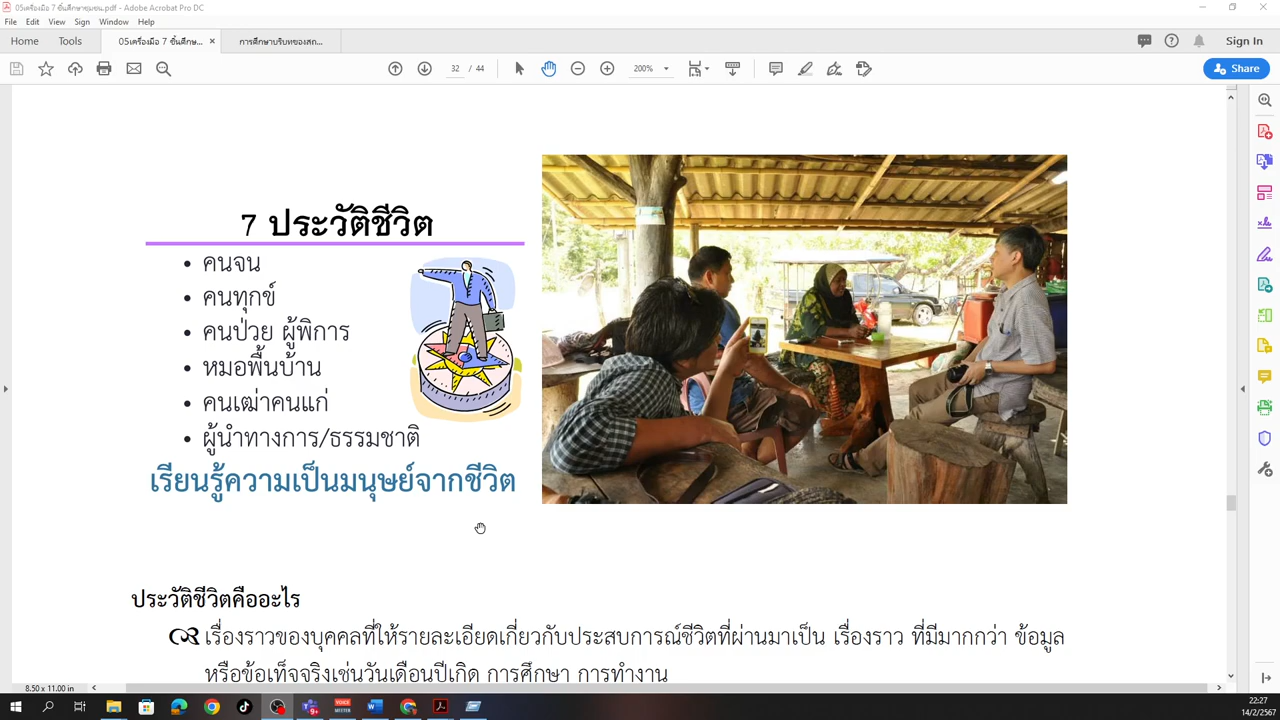 05เครื่องมือ 7 ชิ้นศึกษาชุมชน.pdf - Adobe Acrobat Pro DC
File Edit View Sign Window Help
Home Tools 05เครื่องมือ 7 ชิ้นศึกษ... × การศึกษาบริบทของสถ... Sign In
32 / 44 200% Share
7 ประวัติชีวิต
• คนจน
• คนทุกข์
• คนป่วย ผู้พิการ
• หมอพื้นบ้าน
• คนเฒ่าคนแก่
• ผู้นำทางการ/ธรรมชาติ
เรียนรู้ความเป็นมนุษย์จากชีวิต
ประวัติชีวิตคืออะไร
เรื่องราวของบุคคลที่ให้รายละเอียดเกี่ยวกับประสบการณ์ชีวิตที่ผ่านมาเป็น เรื่องราว ที่มีมากกว่า ข้อมูล
หรือข้อเท็จจริงเช่นวันเดือนปีเกิด การศึกษา การทำงาน
8.50 x 11.00 in
22:27
14/2/2567